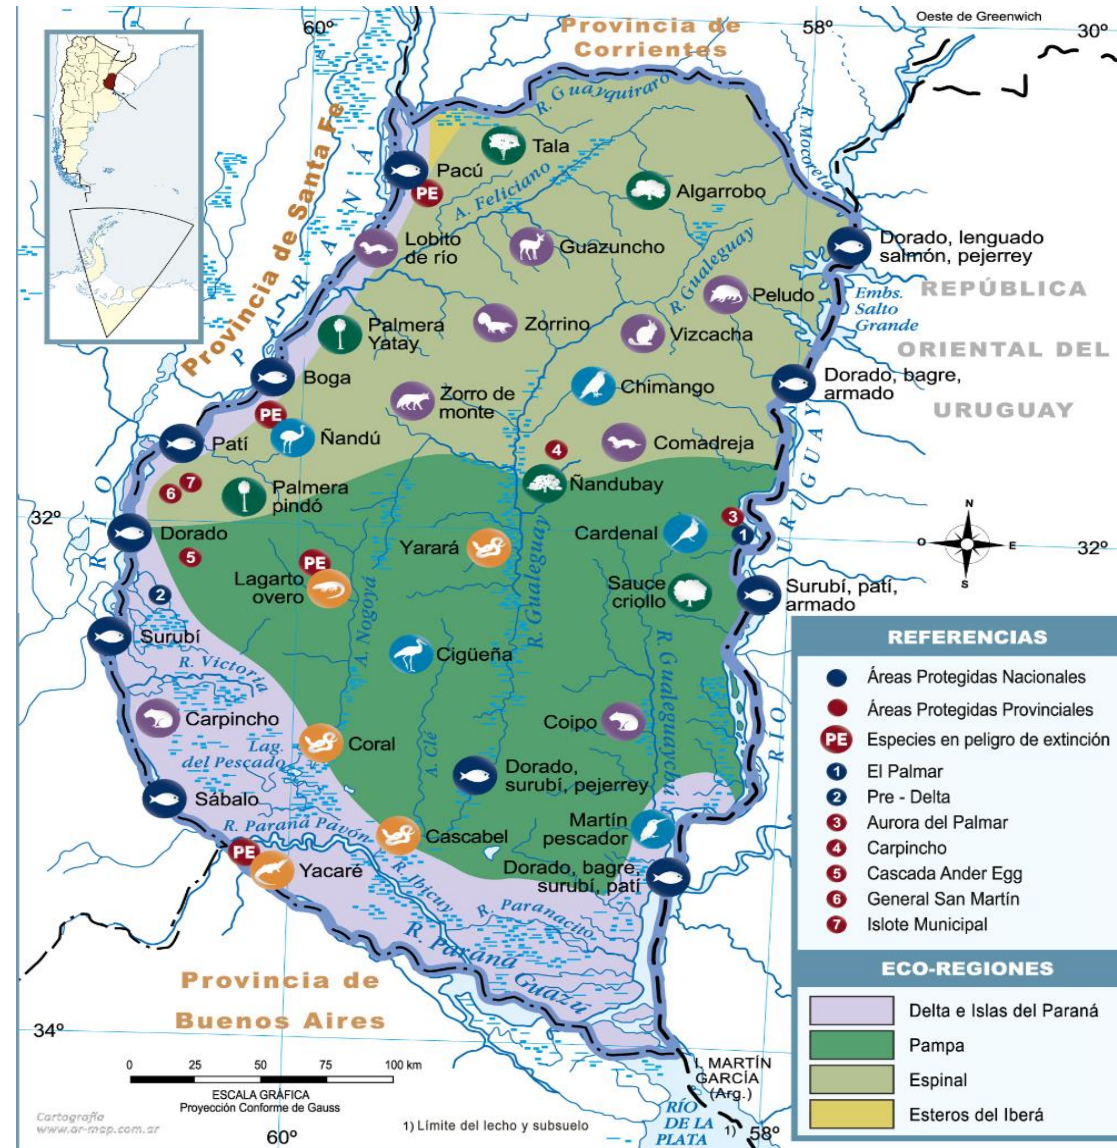 60º
58º
Oeste de Greenwich
30º
Provincia de
Corrientes
R. Guayquiraro
R. Mocoretá
Provincia de Santa Fe
PARANÁ
RÍO
Tala
Pacú
PE
A. Feliciano
Algarrobo
Lobito
de río
Guazuncho
R. Gualeguay
Dorado, lenguado
salmón, pejerrey
Embs.
Salto
Grande
REPÚBLICA
ORIENTAL DEL
URUGUAY
Peludo
Palmera
Yatay
Zorrino
Vizcacha
Boga
Zorro de
monte
Chimango
Dorado, bagre,
armado
PE
Ñandú
Patí
Comadreja
4
7
6
Palmera
pindó
Ñandubay
32º
Dorado
5
PE
Lagarto
overo
Yarará
Cardenal
3
1
URUGUAY
RÍO
N
O
E
S
32º
2
Sauce
criollo
Surubí, patí,
armado
Surubí
A. Nogoyá
R. Gualeguay
R. Gualeguaychú
R. Victoria
Cigüeña
Carpincho
Coral
Coipo
Lag.
del Pescado
A. Clé
Dorado,
surubí, pejerrey
Sábalo
R. Paraná Pavón
Cascabel
Martín
pescador
PE
Yacaré
Dorado, bagre,
surubí, patí
R. Ibicuy
R. Paranacito
R. Paraná Guazú
Provincia de
Buenos Aires
34º
0
25
50
75
100 km
ESCALA GRÁFICA
Proyección Conforme de Gauss
Cartografía
www.ar-map.com.ar
60º
1) Límite del lecho y subsuelo
I. MARTÍN
GARCÍA
(Arg.)
RÍO
DE LA
PLATA
1)
58º
REFERENCIAS
Áreas Protegidas Nacionales
Áreas Protegidas Provinciales
PE Especies en peligro de extinción
1 El Palmar
2 Pre - Delta
3 Aurora del Palmar
4 Carpincho
5 Cascada Ander Egg
6 General San Martín
7 Islote Municipal
ECO-REGIONES
Delta e Islas del Paraná
Pampa
Espinal
Esteros del Iberá